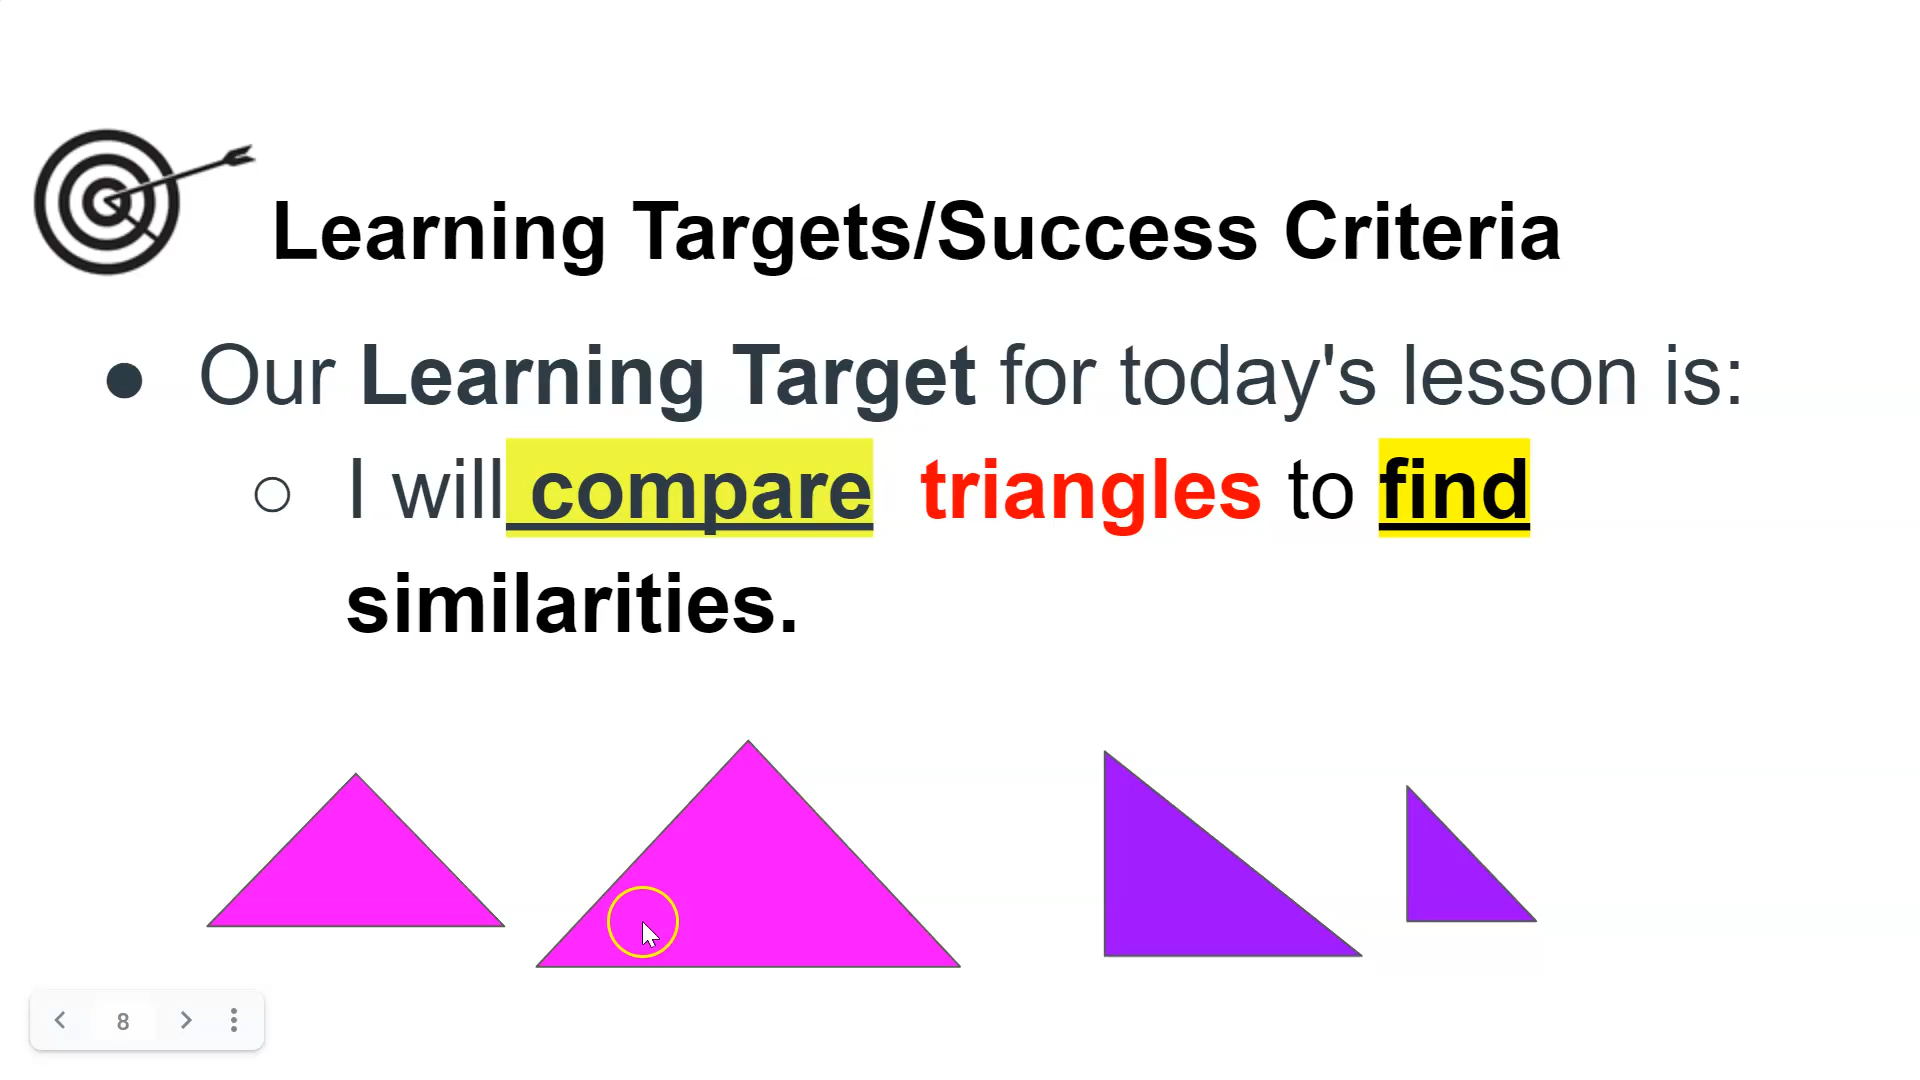 Learning Targets/Success Criteria
● Our Learning Target for today's lesson is:
○ I will compare triangles to find
similarities.
8